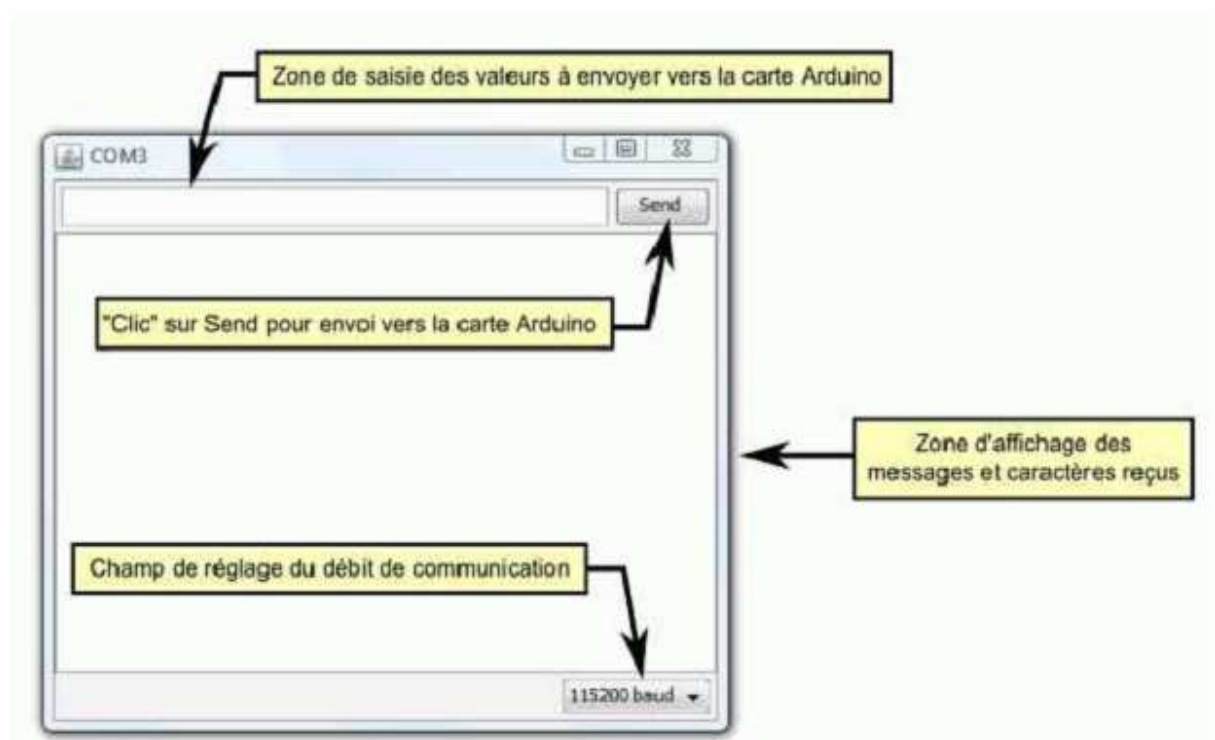 Zone de saisie des valeurs à envoyer vers la carte Arduino
COM3
Send
"Clic" sur Send pour envoi vers la carte Arduino
Zone d'affichage des
messages et caractères reçus
Champ de réglage du débit de communication
115200 baud